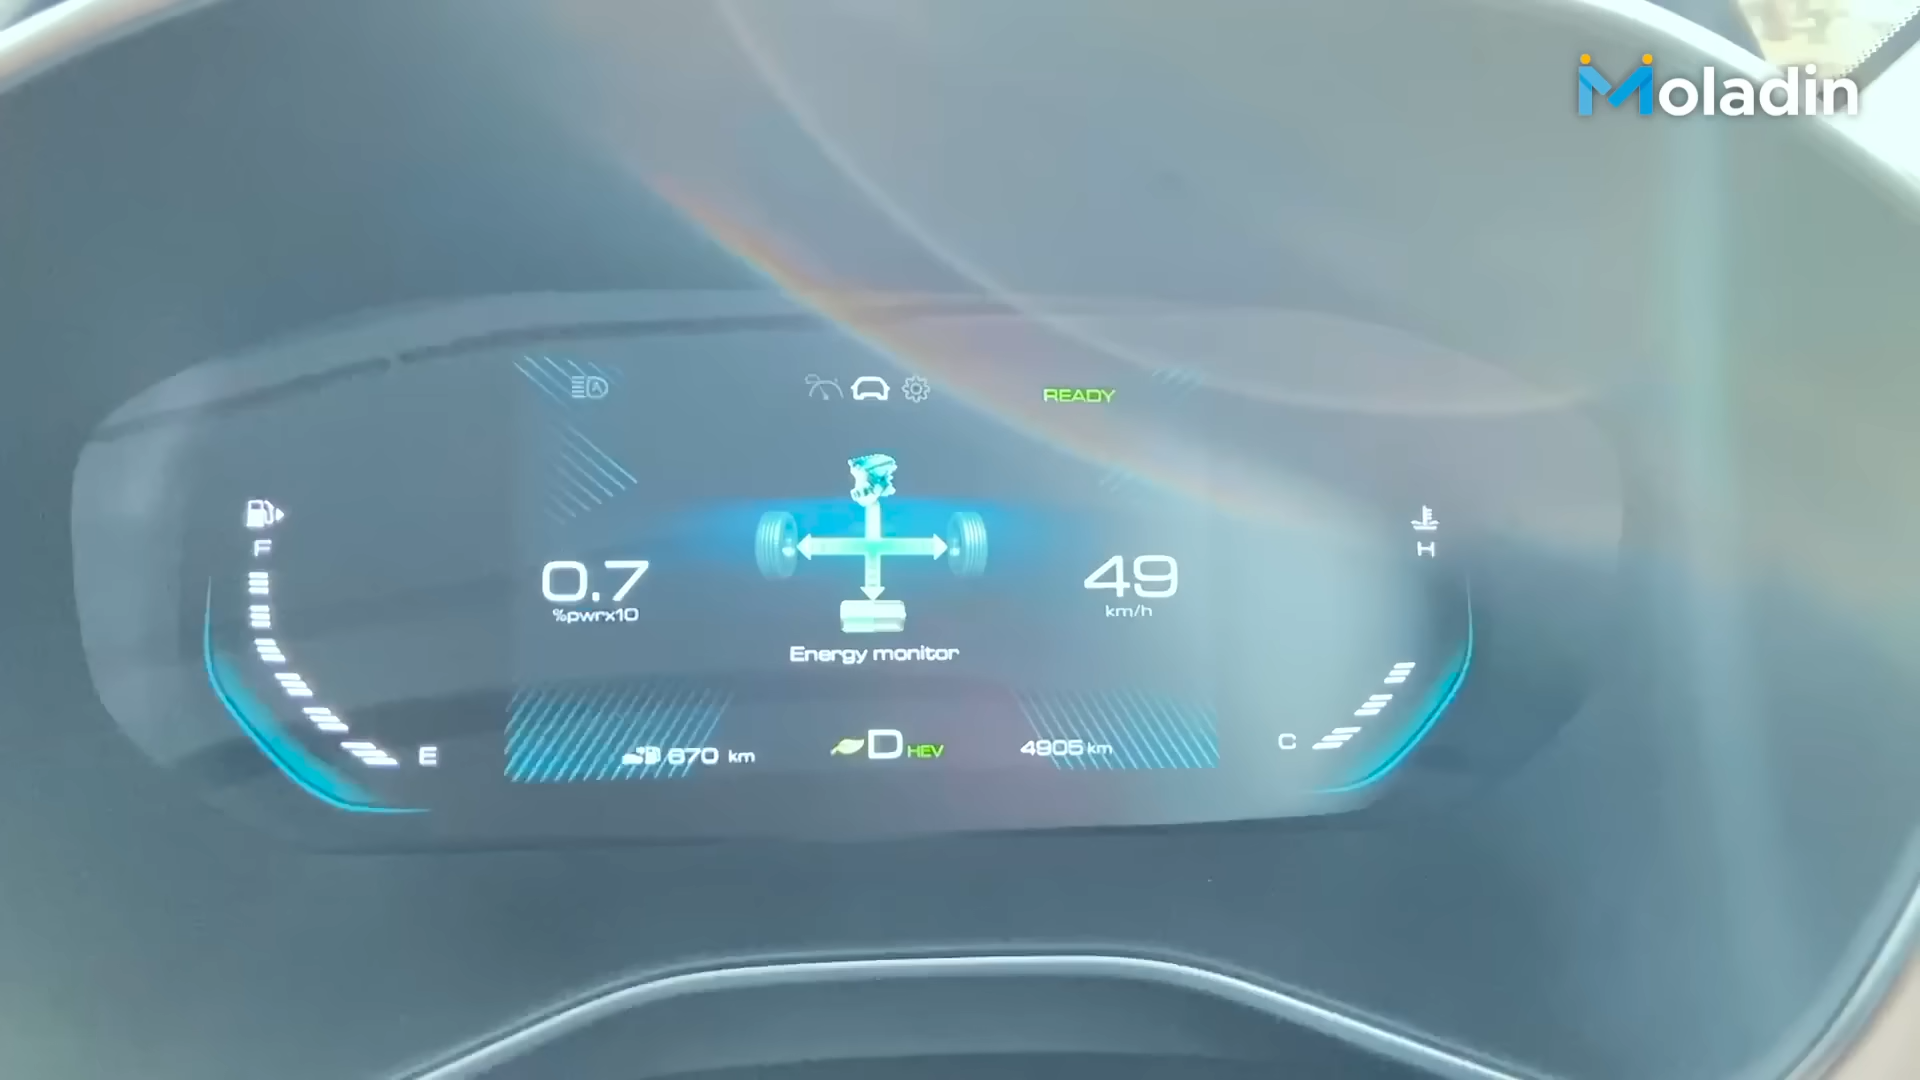 Moladin
A
READY
F
H
0.7
%pwrx10
49
km/h
Energy monitor
E
670 km
D HEV
4905 km
C